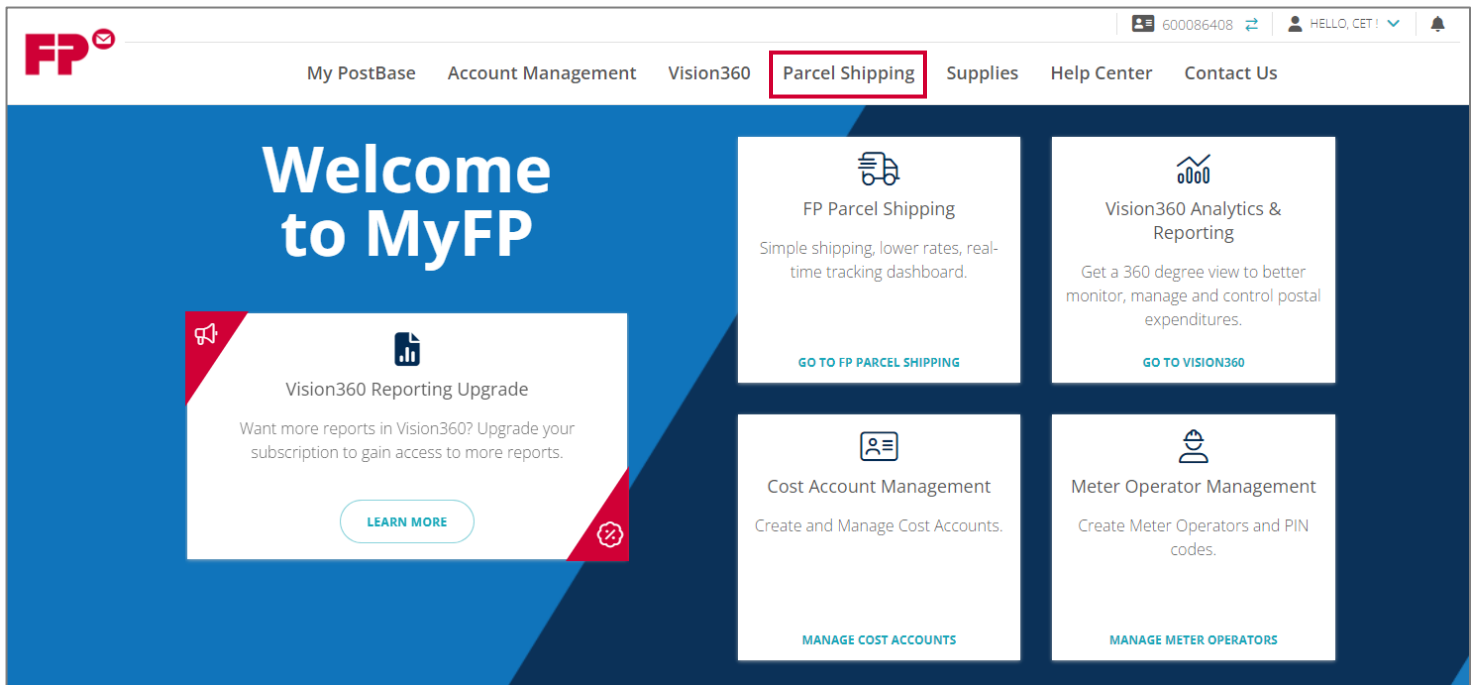 600086408
HELLO, CET !
FP
My PostBase Account Management Vision360 Parcel Shipping Supplies Help Center Contact Us
Welcome
to MyFP
Vision360 Reporting Upgrade
Want more reports in Vision360? Upgrade your
subscription to gain access to more reports.
LEARN MORE
FP Parcel Shipping
Simple shipping, lower rates, real-
time tracking dashboard.
GO TO FP PARCEL SHIPPING
Vision360 Analytics &
Reporting
Get a 360 degree view to better
monitor, manage and control postal
expenditures.
GO TO VISION360
Cost Account Management
Create and Manage Cost Accounts.
MANAGE COST ACCOUNTS
Meter Operator Management
Create Meter Operators and PIN
codes.
MANAGE METER OPERATORS